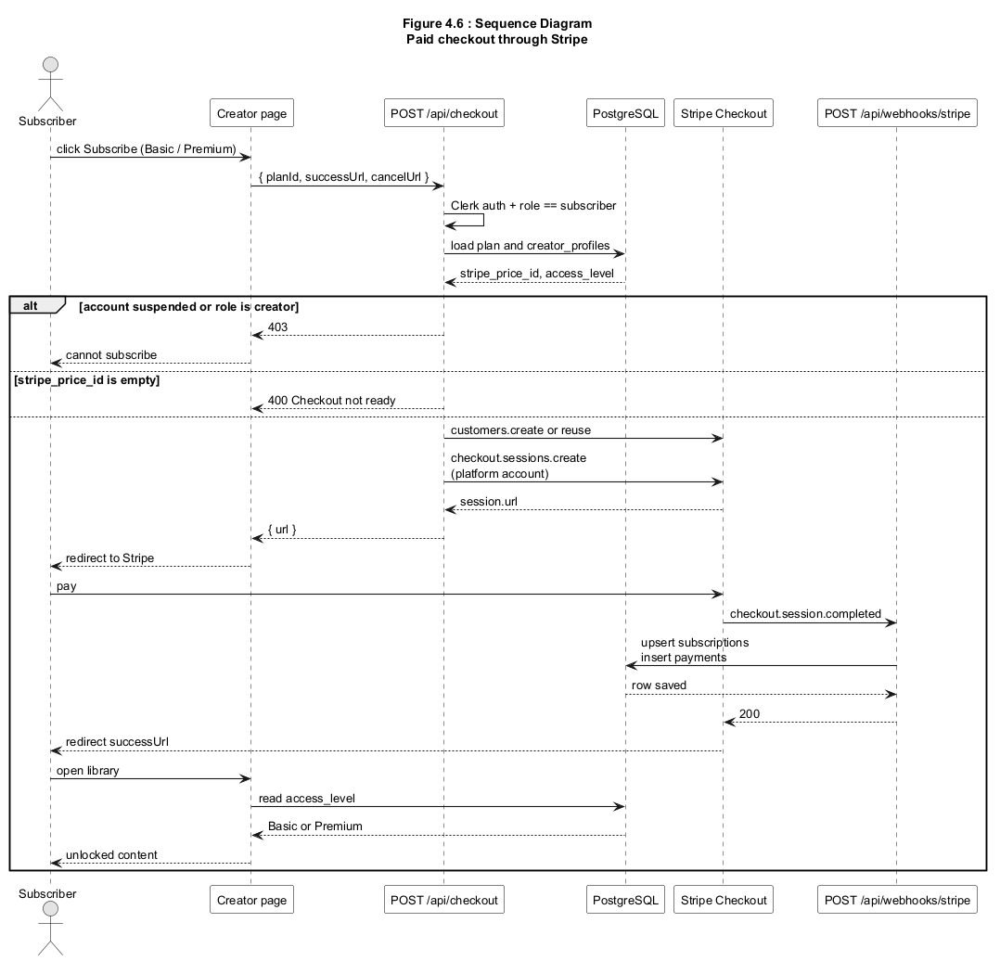 Figure 4.6 : Sequence Diagram
Paid checkout through Stripe
Subscriber
Creator page
POST /api/checkout
PostgreSQL
Stripe Checkout
POST /api/webhooks/stripe
click Subscribe (Basic / Premium)
{ planId, successUrl, cancelUrl }
Clerk auth + role == subscriber
load plan and creator_profiles
stripe_price_id, access_level
alt
[account suspended or role is creator]
403
cannot subscribe
[stripe_price_id is empty]
400 Checkout not ready
customers.create or reuse
checkout.sessions.create
(platform account)
session.url
{ url }
redirect to Stripe
pay
checkout.session.completed
upsert subscriptions
insert payments
row saved
200
redirect successUrl
open library
read access_level
Basic or Premium
unlocked content
Subscriber
Creator page
POST /api/checkout
PostgreSQL
Stripe Checkout
POST /api/webhooks/stripe